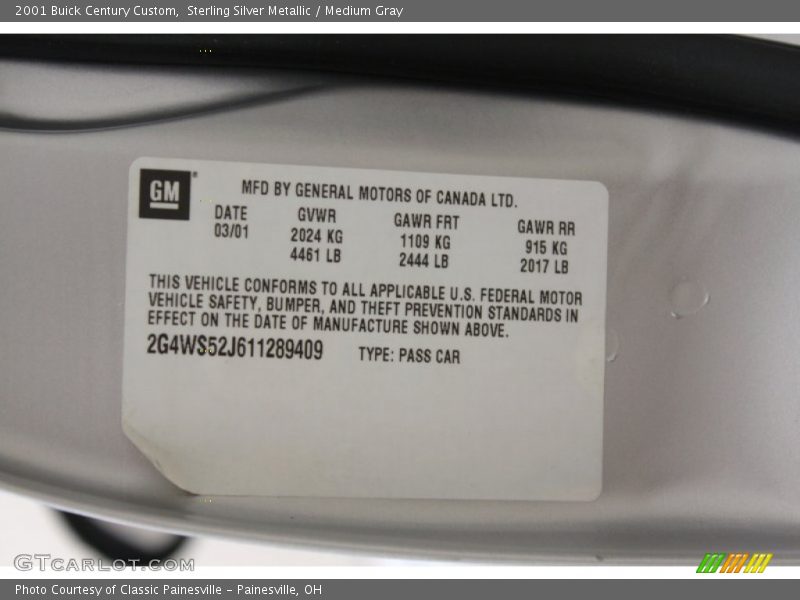 2001 Buick Century Custom,  Sterling Silver Metallic / Medium Gray
GM
MFD BY GENERAL MOTORS OF CANADA LTD.
DATE GVWR GAWR FRT GAWR RR
03/01 2024 KG 1109 KG 915 KG
4461 LB 2444 LB 2017 LB
THIS VEHICLE CONFORMS TO ALL APPLICABLE U.S. FEDERAL MOTOR
VEHICLE SAFETY, BUMPER, AND THEFT PREVENTION STANDARDS IN
EFFECT ON THE DATE OF MANUFACTURE SHOWN ABOVE.
2G4WS52J611289409 TYPE: PASS CAR
GTCARLOT.COM
Photo Courtesy of Classic Painesville - Painesville, OH